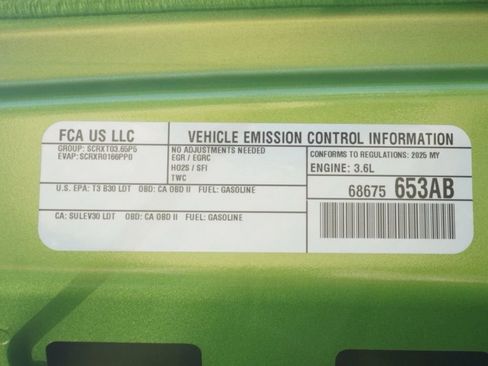 FCA US LLC
VEHICLE EMISSION CONTROL INFORMATION
GROUP: SCRXT03.65P5
EVAP: SCRXR0166PP0
NO ADJUSTMENTS NEEDED
EGR / EGRC
HO2S / SFI
TWC
CONFORMS TO REGULATIONS: 2025 MY
ENGINE: 3.6L
U.S. EPA: T3 B30 LDT OBD: CA OBD II FUEL: GASOLINE
68675 653AB
CA: SULEV30 LDT OBD: CA OBD II FUEL: GASOLINE